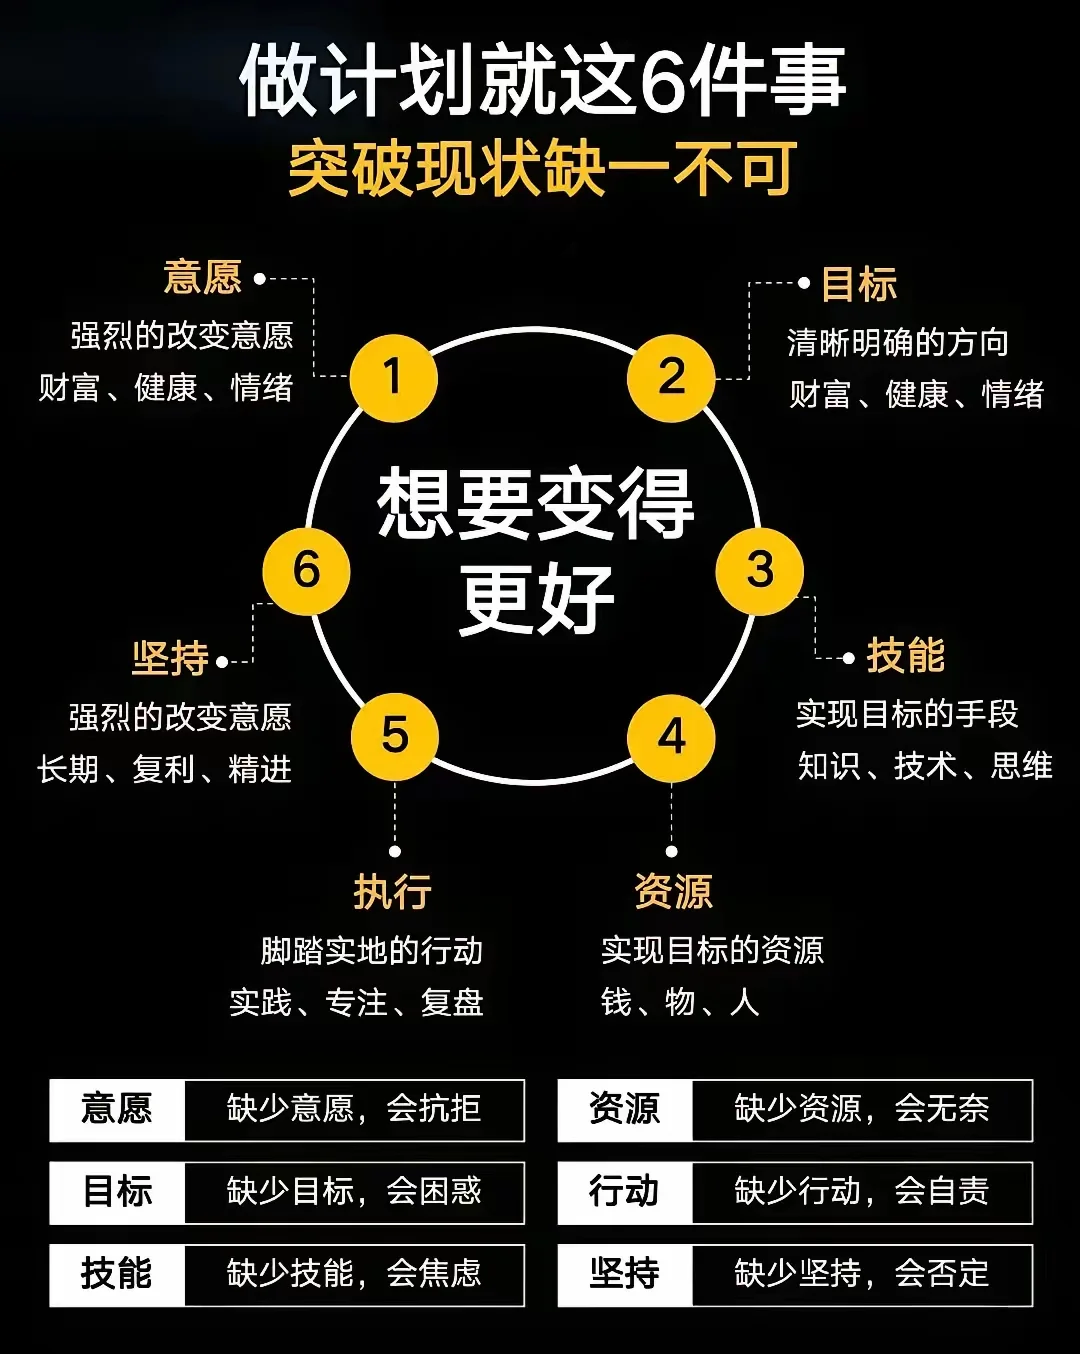 做计划就这6件事
突破现状缺一不可
意愿
强烈的改变意愿
财富、健康、情绪
1
2
目标
清晰明确的方向
财富、健康、情绪
想要变得
更好
6
3
坚持
强烈的改变意愿
长期、复利、精进
技能
实现目标的手段
知识、技术、思维
5
4
执行
脚踏实地的行动
实践、专注、复盘
资源
实现目标的资源
钱、物、人
意愿 缺少意愿，会抗拒
资源 缺少资源，会无奈
目标 缺少目标，会困惑
行动 缺少行动，会自责
技能 缺少技能，会焦虑
坚持 缺少坚持，会否定